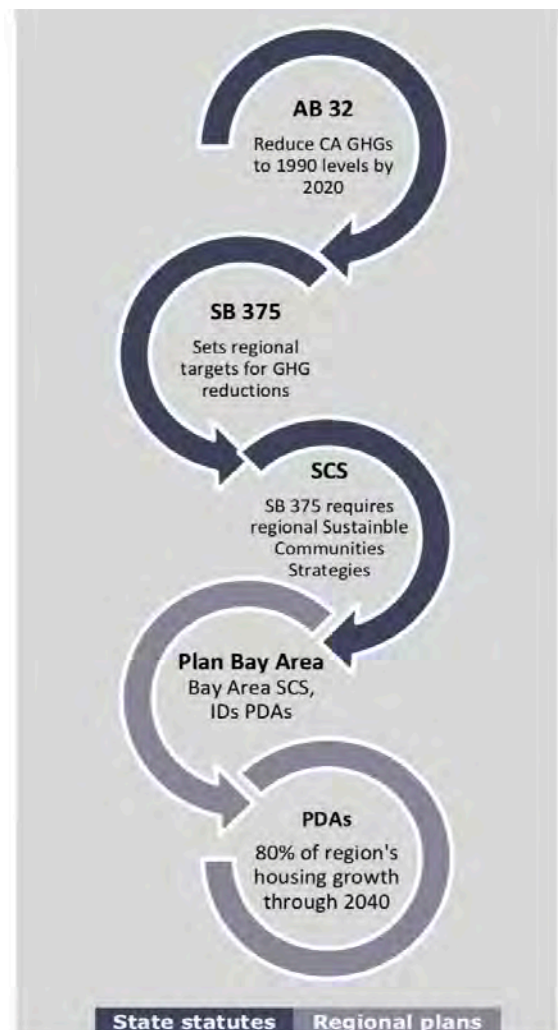 AB 32
Reduce CA GHGs
to 1990 levels by
2020
SB 375
Sets regional
targets for GHG
reductions
SCS
SB 375 requires
regional Sustainble
Communities
Strategies
Plan Bay Area
Bay Area SCS,
IDs PDAs
PDAs
80% of region's
housing growth
through 2040
State statutes Regional plans